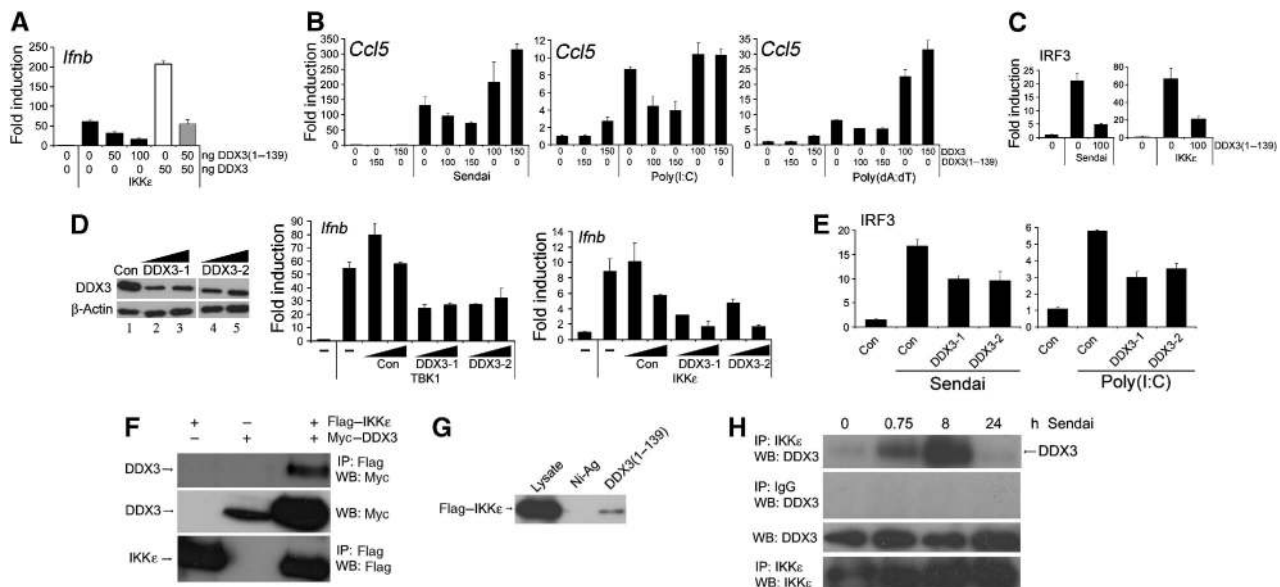 A
Ifnb
Fold induction
250
200
150
100
50
0
0 0 50 100 0 50 ng DDX3(1–139)
0 0 0 0 50 50 ng DDX3
IKKε
B
Ccl5
Fold induction
350
300
250
200
150
100
50
0
0 0 150 0 0 0 100 150
0 150 0 0 100 150 0 0
Sendai
Ccl5
12
10
8
6
4
2
0
0 0 150 0 0 0 100 150
0 150 0 0 100 150 0 0
Poly(I:C)
Ccl5
35
30
25
20
15
10
5
0
0 0 150 0 0 0 100 150 DDX3
0 150 0 0 100 150 0 0 DDX3(1–139)
Poly(dA:dT)
C
IRF3
Fold induction
25
20
15
10
5
0
0 0 100
Sendai
80
60
40
20
0
0 0 100 DDX3(1–139)
IKKε
D
Con DDX3-1 DDX3-2
DDX3
β-Actin
1 2 3 4 5
Ifnb
Fold induction
90
80
70
60
50
40
30
20
10
0
– – Con DDX3-1 DDX3-2
TBK1
Ifnb
Fold induction
14
12
10
8
6
4
2
0
– – Con DDX3-1 DDX3-2
IKKε
E
IRF3
Fold induction
20
15
10
5
0
Con Con DDX3-1 DDX3-2
Sendai
6
5
4
3
2
1
0
Con Con DDX3-1 DDX3-2
Poly(I:C)
F
+ – + Flag–IKKε
– + + Myc–DDX3
DDX3→ IP: Flag
WB: Myc
DDX3→ WB: Myc
IKKε → IP: Flag
WB: Flag
G
Lysate Ni-Ag DDX3(1–139)
Flag–IKKε→
H
0 0.75 8 24 h Sendai
IP: IKKε
WB: DDX3 ←DDX3
IP: IgG
WB: DDX3
WB: DDX3
IP: IKKε
WB: IKKε